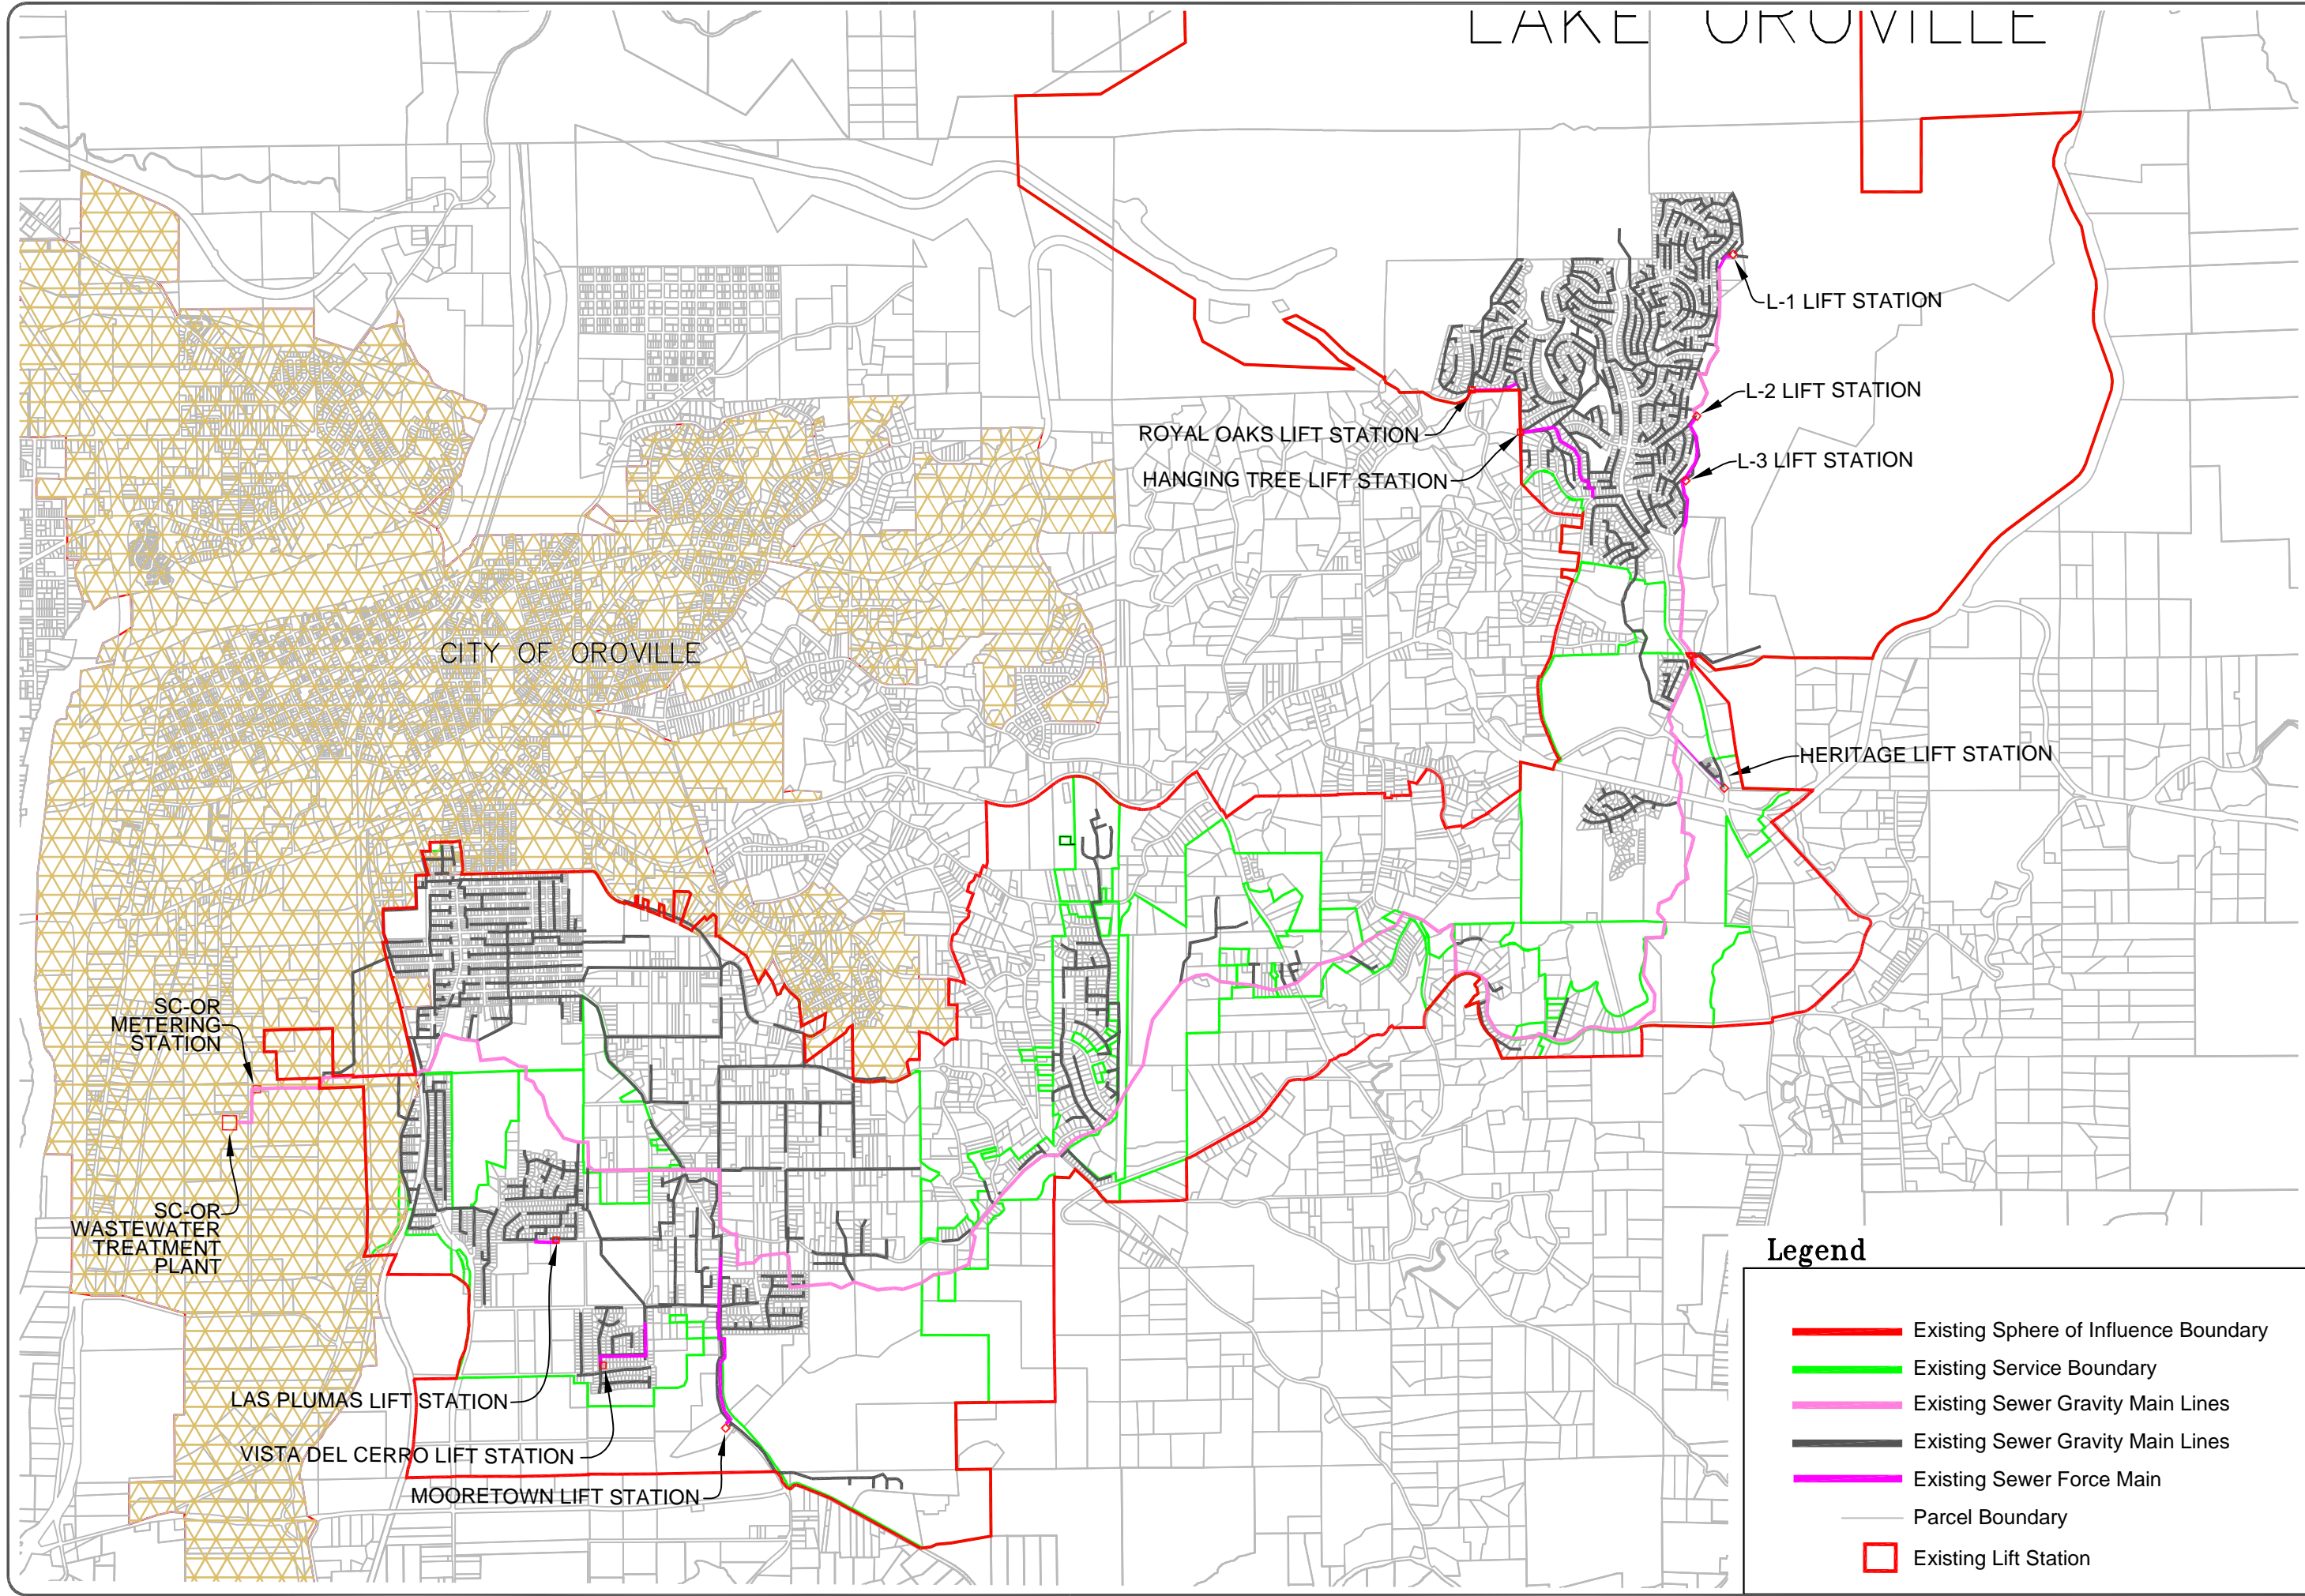 LAKE OROVILLE
L-1 LIFT STATION
L-2 LIFT STATION
ROYAL OAKS LIFT STATION
L-3 LIFT STATION
HANGING TREE LIFT STATION
CITY OF OROVILLE
HERITAGE LIFT STATION
SC-OR
METERING
STATION
SC-OR
WASTEWATER
TREATMENT
PLANT
LAS PLUMAS LIFT STATION
VISTA DEL CERRO LIFT STATION
MOORETOWN LIFT STATION
Legend
Existing Sphere of Influence Boundary
Existing Service Boundary
Existing Sewer Gravity Main Lines
Existing Sewer Gravity Main Lines
Existing Sewer Force Main
Parcel Boundary
Existing Lift Station